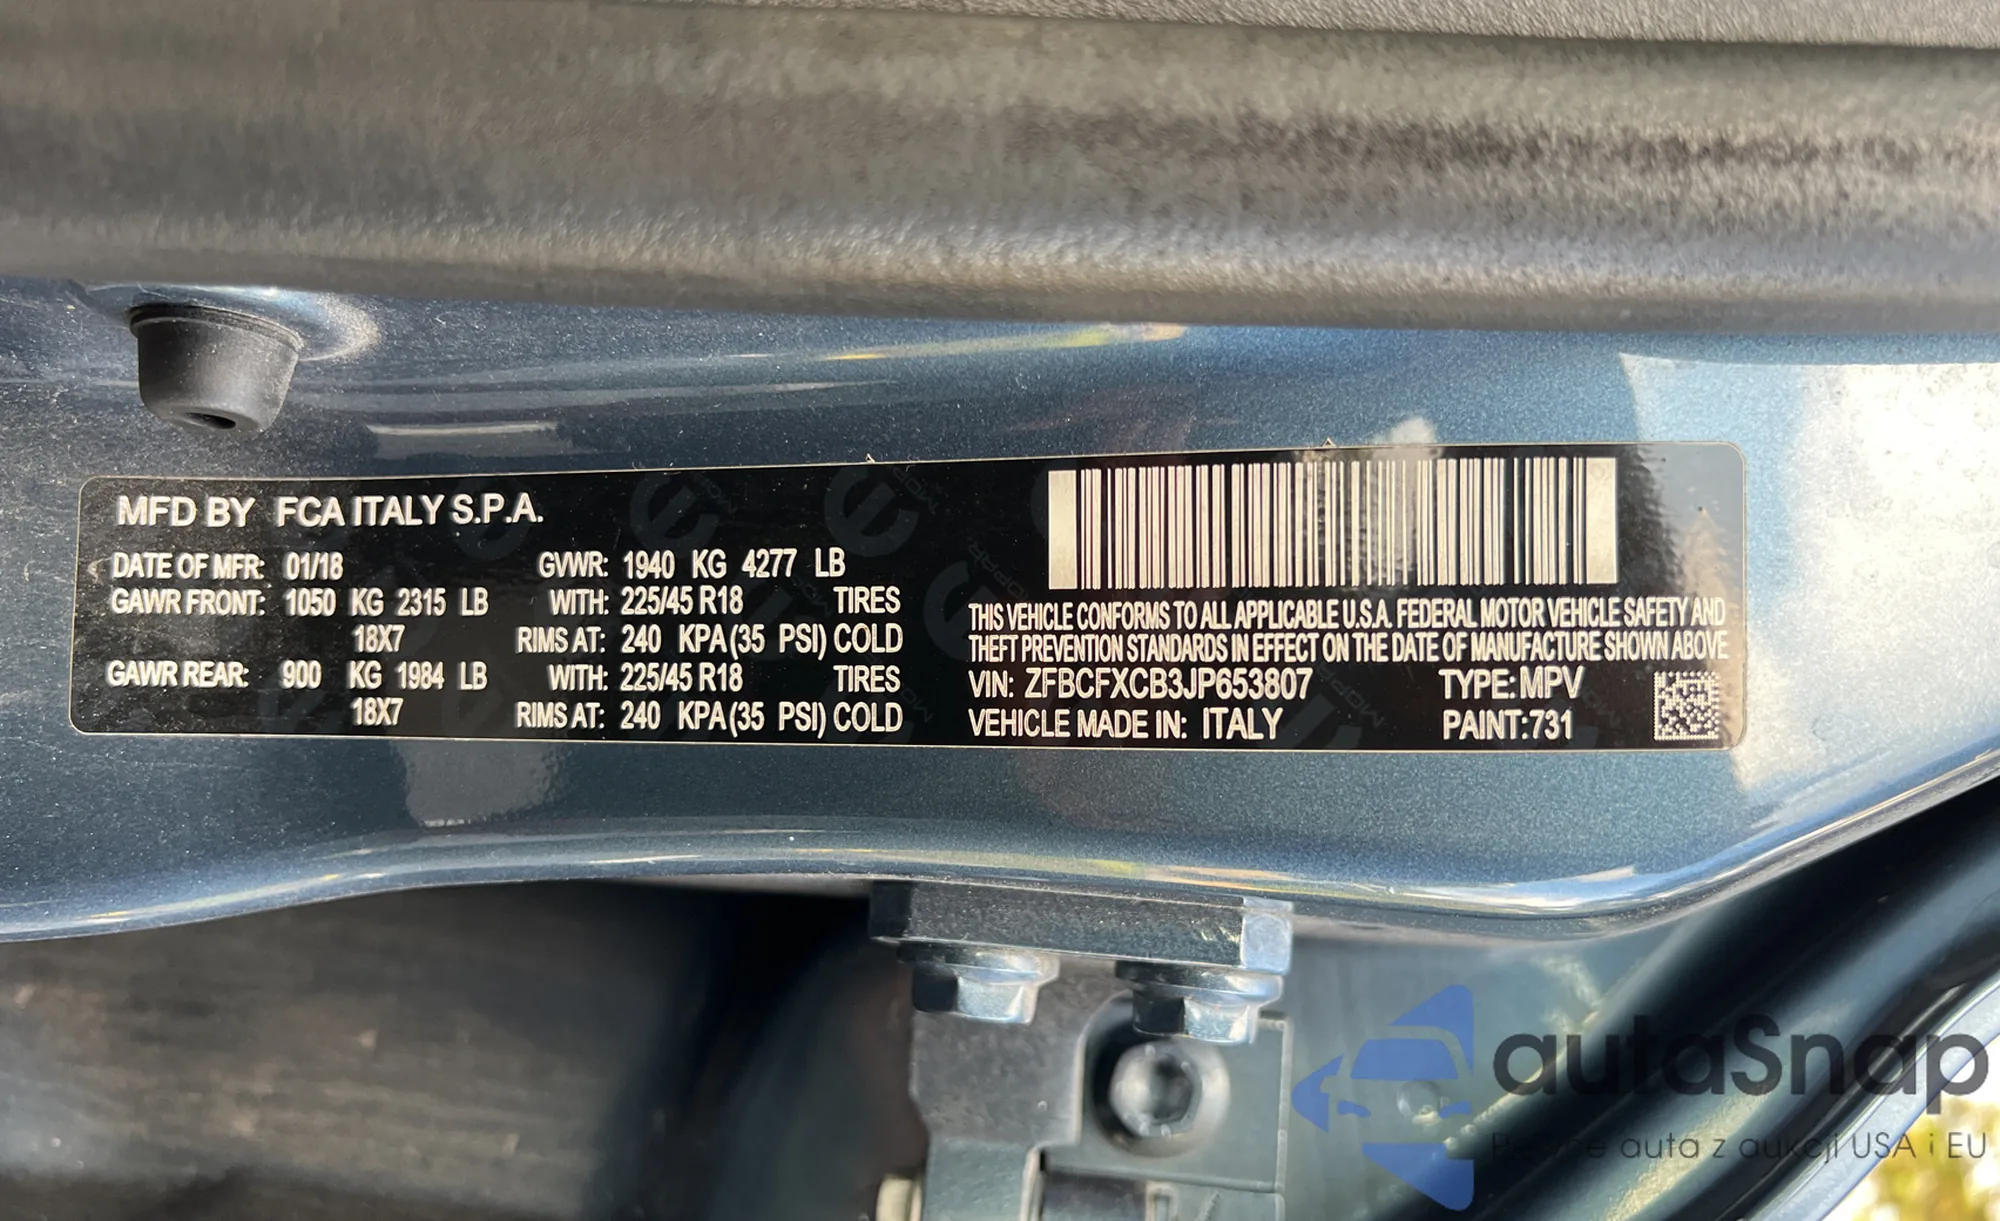 MFD BY FCA ITALY S.P.A.
DATE OF MFR: 01/18 GVWR: 1940 KG 4277 LB
GAWR FRONT: 1050 KG 2315 LB WITH: 225/45 R18 TIRES
18X7 RIMS AT: 240 KPA (35 PSI) COLD
GAWR REAR: 900 KG 1984 LB WITH: 225/45 R18 TIRES
18X7 RIMS AT: 240 KPA (35 PSI) COLD
THIS VEHICLE CONFORMS TO ALL APPLICABLE U.S.A. FEDERAL MOTOR VEHICLE SAFETY AND
THEFT PREVENTION STANDARDS IN EFFECT ON THE DATE OF MANUFACTURE SHOWN ABOVE
VIN: ZFBCFXCB3JP653807 TYPE: MPV
VEHICLE MADE IN: ITALY PAINT:731
autaSnap
auta z aukcji USA i EU